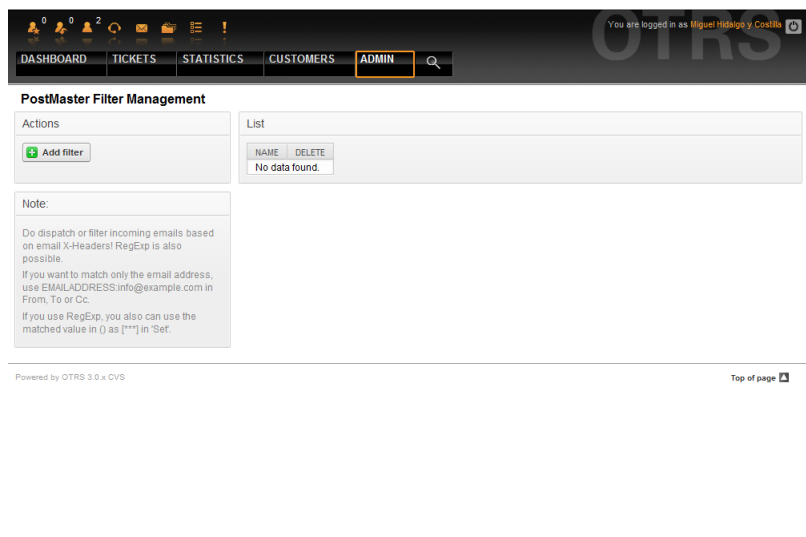 0 0 2
You are logged in as Miguel Hidalgo y Costilla
OTRS
DASHBOARD TICKETS STATISTICS CUSTOMERS ADMIN
PostMaster Filter Management
Actions
Add filter
List
NAME DELETE
No data found.
Note:
Do dispatch or filter incoming emails based
on email X-Headers! RegExp is also
possible.
If you want to match only the email address,
use EMAILADDRESS:info@example.com in
From, To or Cc.
If you use RegExp, you also can use the
matched value in () as [***] in 'Set'.
Powered by OTRS 3.0.x CVS
Top of page